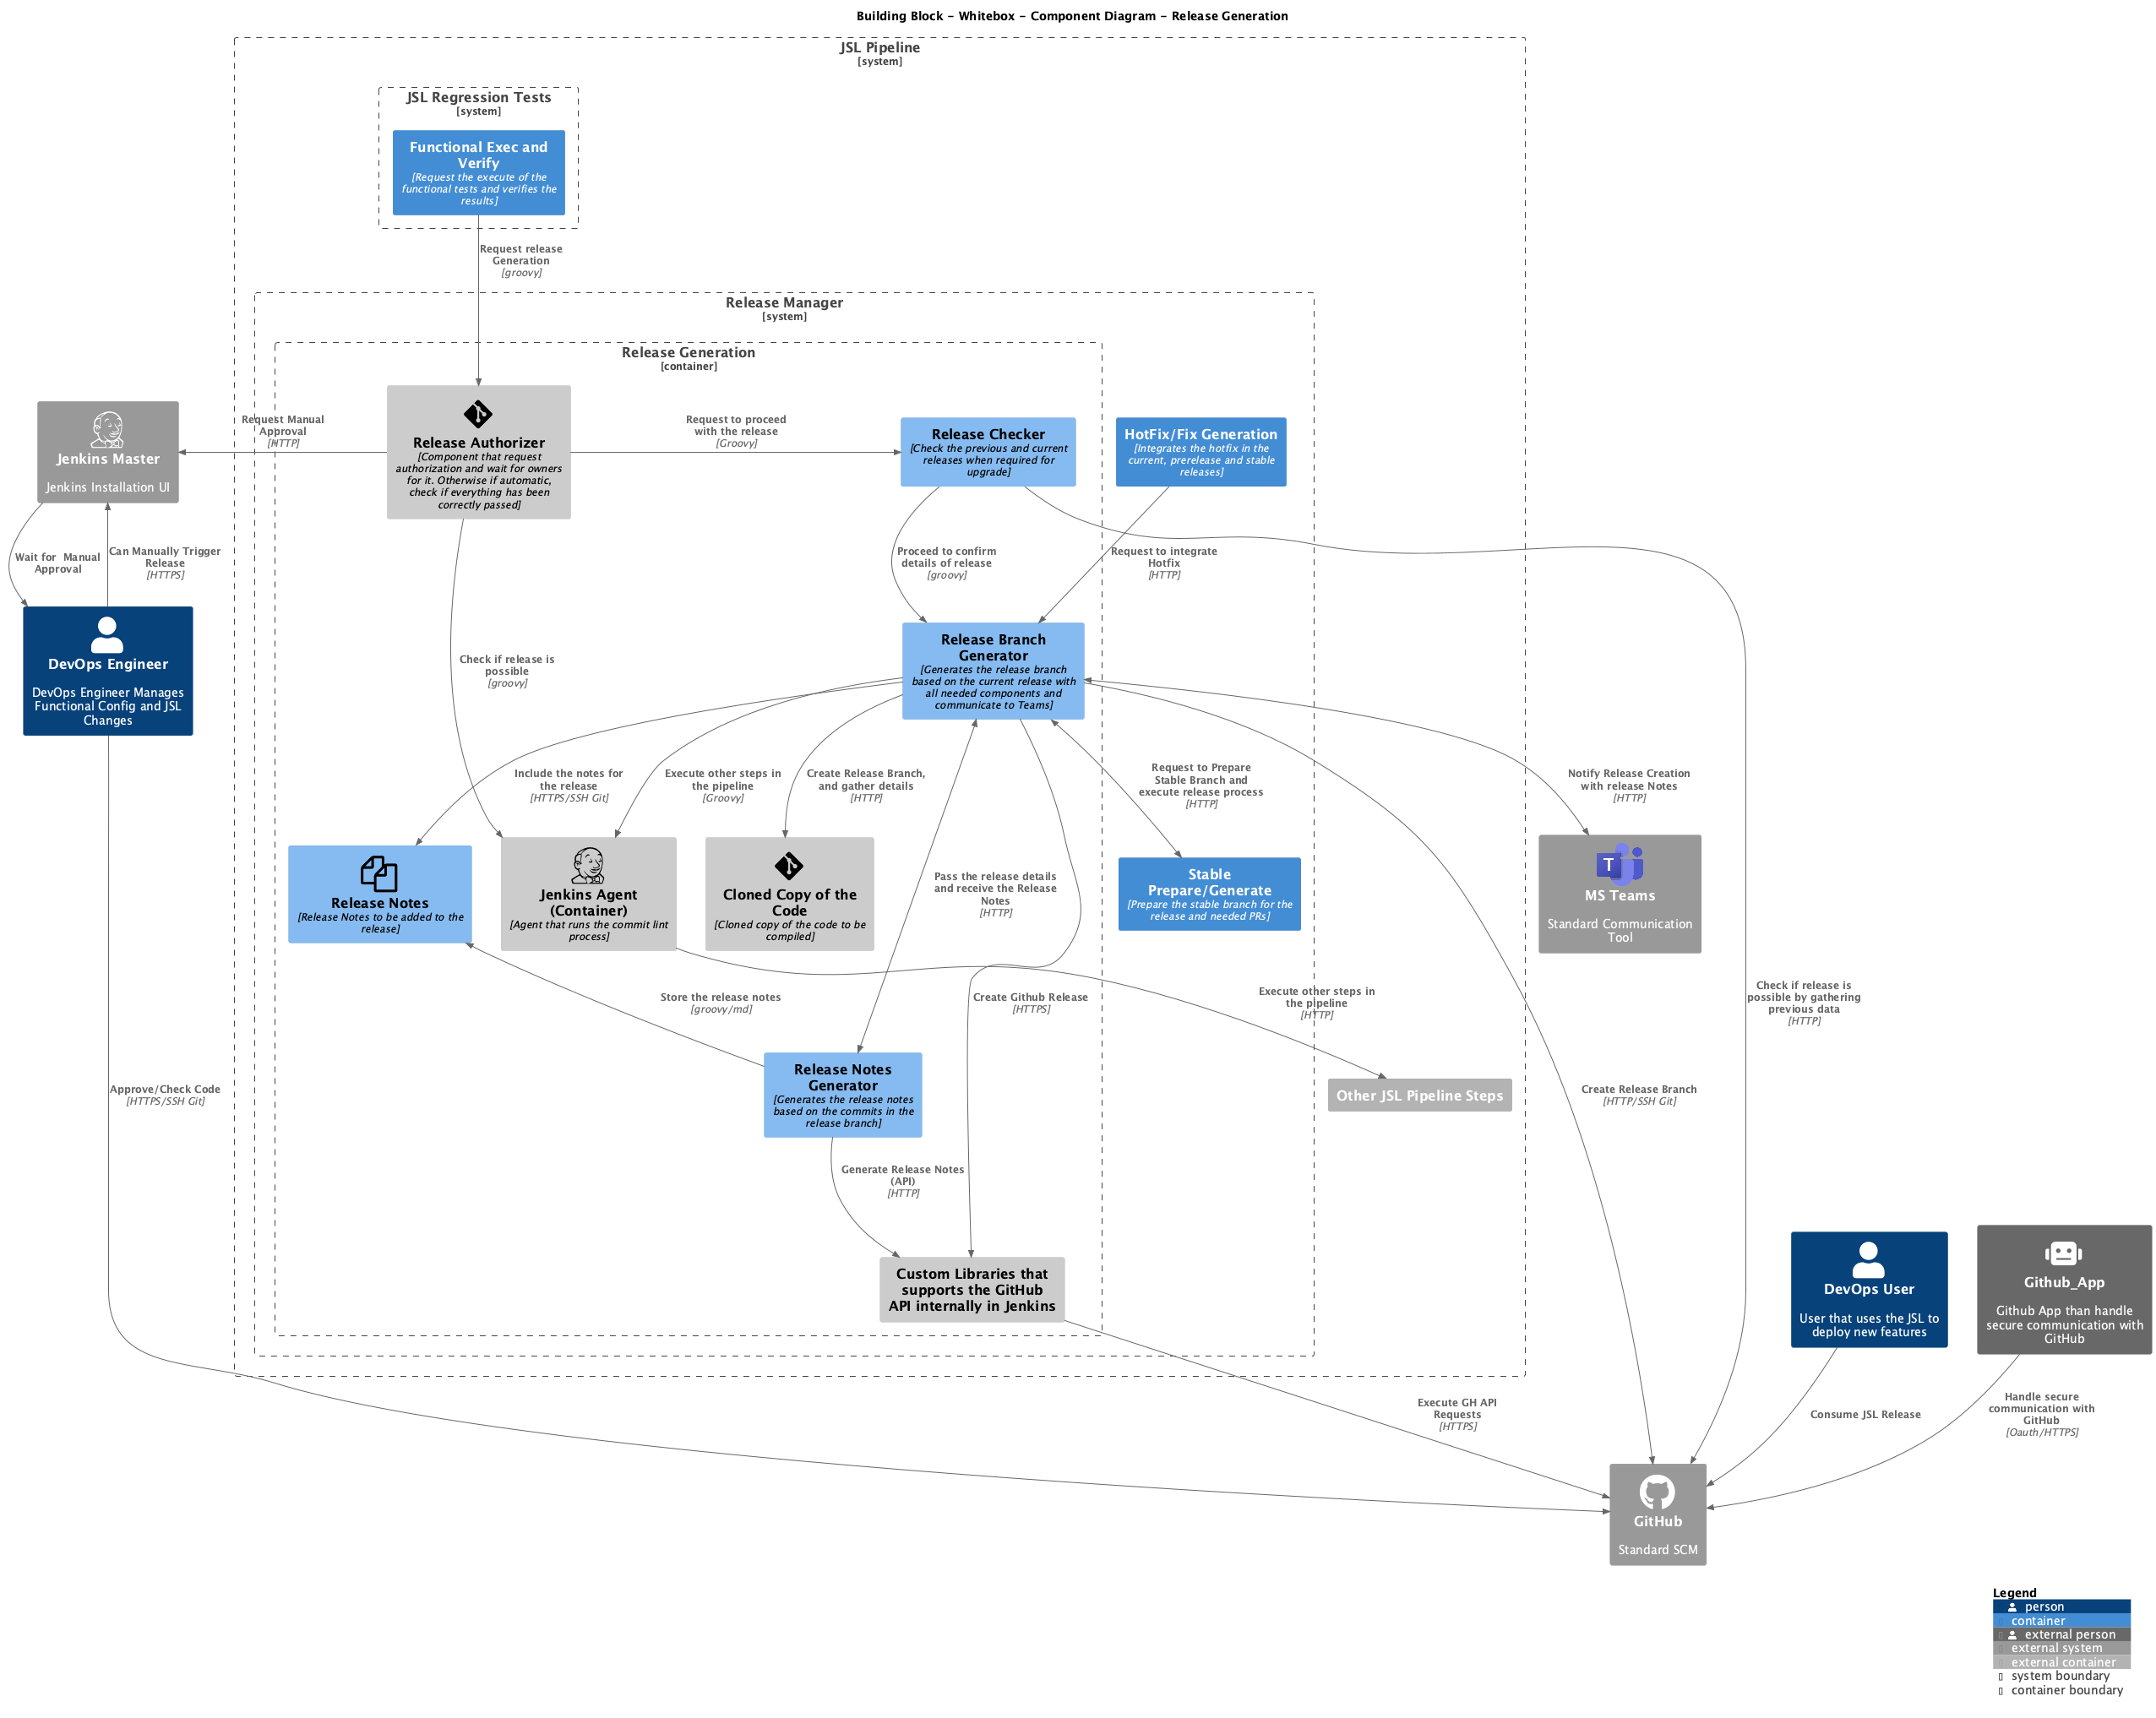 Building Block - Whitebox - Component Diagram - Release Generation
JSL Pipeline
[system]
JSL Regression Tests
[system]
Functional Exec and
Verify
[Request the execute of the
functional tests and verifies the
results]
Request release
Generation
[groovy]
Release Manager
[system]
Release Generation
[container]
Jenkins Master
Jenkins Installation UI
Request Manual
Approval
[HTTP]
Release Authorizer
[Component that request
authorization and wait for owners
for it. Otherwise if automatic,
check if everything has been
correctly passed]
Request to proceed
with the release
[Groovy]
Release Checker
[Check the previous and current
releases when required for
upgrade]
HotFix/Fix Generation
[Integrates the hotfix in the
current, prerelease and stable
releases]
Wait for  Manual
Approval
Can Manually Trigger
Release
[HTTPS]
Proceed to confirm
details of release
[groovy]
Request to integrate
Hotfix
[HTTP]
DevOps Engineer
DevOps Engineer Manages
Functional Config and JSL
Changes
Check if release is
possible
[groovy]
Release Branch
Generator
[Generates the release branch
based on the current release with
all needed components and
communicate to Teams]
Include the notes for
the release
[HTTPS/SSH Git]
Execute other steps in
the pipeline
[Groovy]
Create Release Branch,
and gather details
[HTTP]
Request to Prepare
Stable Branch and
execute release process
[HTTP]
Notify Release Creation
with release Notes
[HTTP]
Release Notes
[Release Notes to be added to the
release]
Jenkins Agent
(Container)
[Agent that runs the commit lint
process]
Cloned Copy of the
Code
[Cloned copy of the code to be
compiled]
Pass the release details
and receive the Release
Notes
[HTTP]
Stable
Prepare/Generate
[Prepare the stable branch for the
release and needed PRs]
T
MS Teams
Standard Communication
Tool
Store the release notes
[groovy/md]
Create Github Release
[HTTPS]
Execute other steps in
the pipeline
[HTTP]
Check if release is
possible by gathering
previous data
[HTTP]
Approve/Check Code
[HTTPS/SSH Git]
Release Notes
Generator
[Generates the release notes
based on the commits in the
release branch]
Other JSL Pipeline Steps
Create Release Branch
[HTTP/SSH Git]
Generate Release Notes
(API)
[HTTP]
Custom Libraries that
supports the GitHub
API internally in Jenkins
DevOps User
User that uses the JSL to
deploy new features
Github_App
Github App than handle
secure communication with
GitHub
Execute GH API
Requests
[HTTPS]
Consume JSL Release
Handle secure
communication with
GitHub
[Oauth/HTTPS]
GitHub
Standard SCM
Legend
person
container
external person
external system
external container
system boundary
container boundary